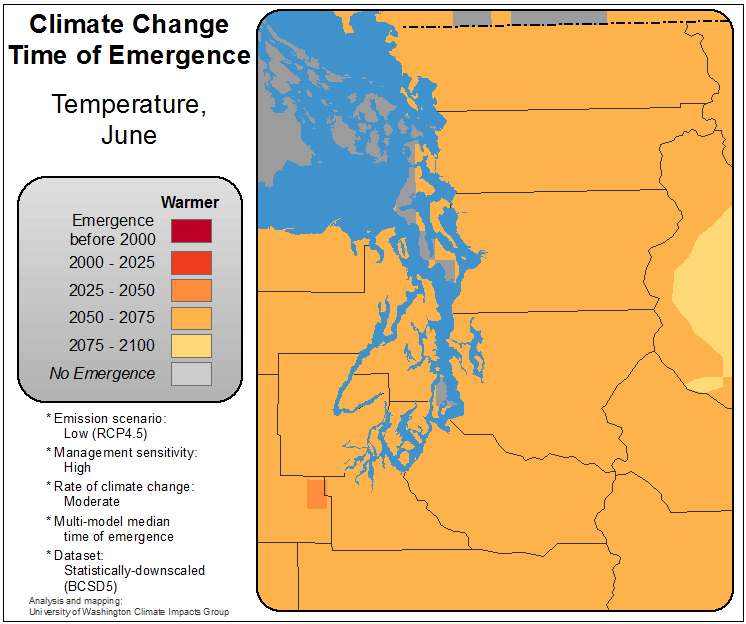 Climate Change
Time of Emergence
Temperature,
June
Warmer
Emergence
before 2000
2000 - 2025
2025 - 2050
2050 - 2075
2075 - 2100
No Emergence
* Emission scenario:
Low (RCP4.5)
* Management sensitivity:
High
* Rate of climate change:
Moderate
* Multi-model median
time of emergence
* Dataset:
Statistically-downscaled
(BCSD5)
Analysis and mapping:
University of Washington Climate Impacts Group